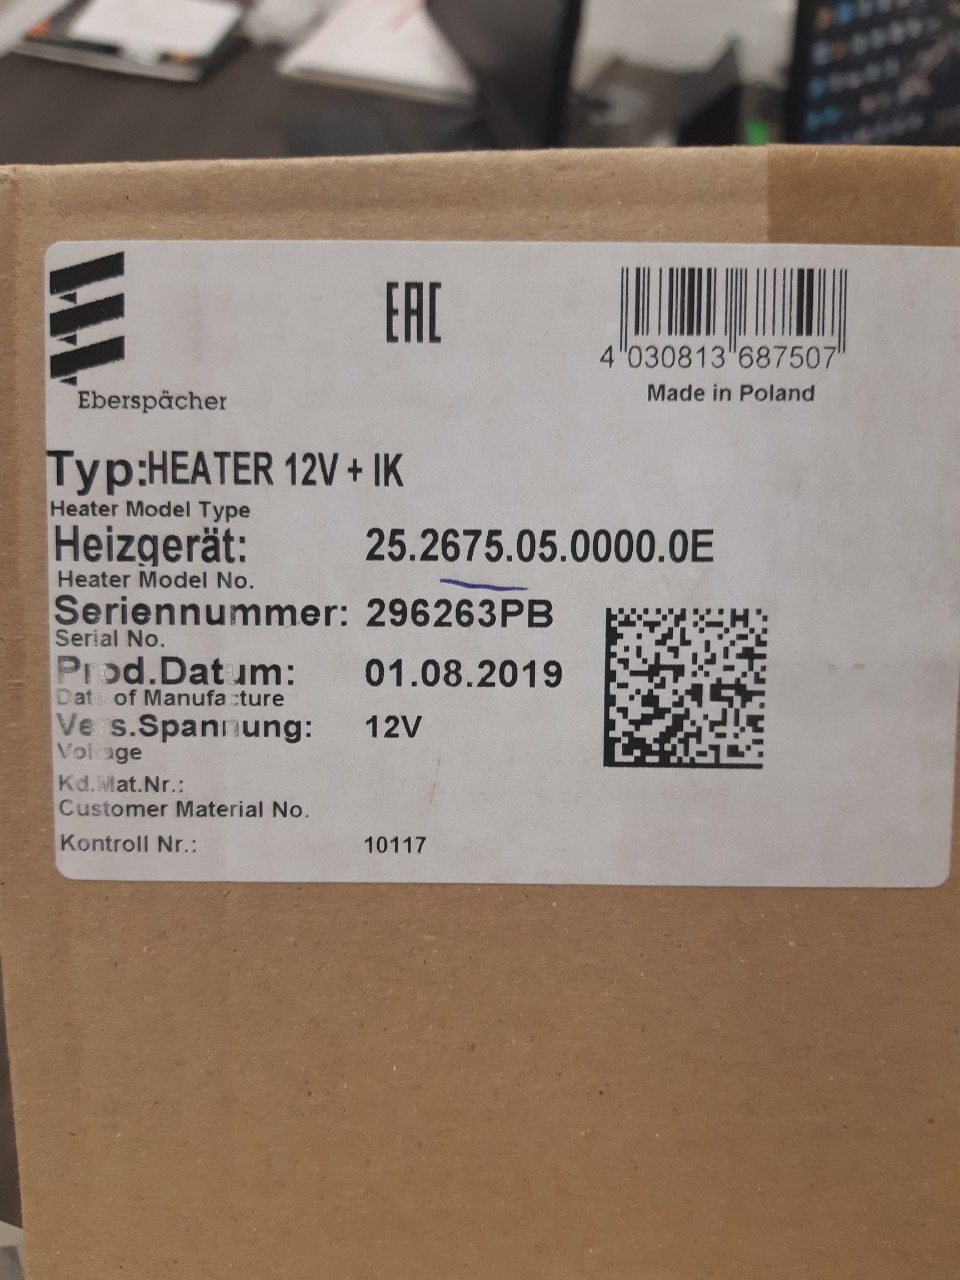 Eberspächer
EAC
4 030813 687507
Made in Poland
Typ:HEATER 12V + IK
Heater Model Type
Heizgerät: 25.2675.05.0000.0E
Heater Model No.
Seriennummer: 296263PB
Serial No.
Prod.Datum: 01.08.2019
Date of Manufacture
Vers.Spannung: 12V
Voltage
Kd.Mat.Nr.:
Customer Material No.
Kontroll Nr.: 10117